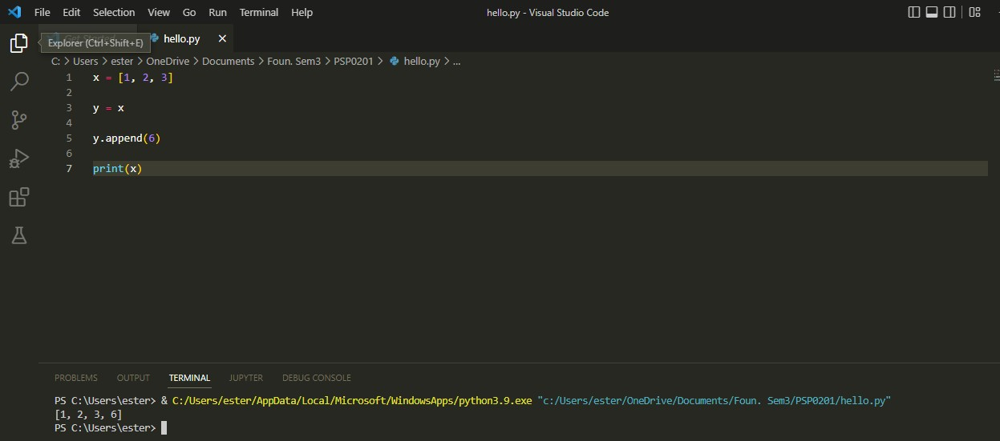 File Edit Selection View Go Run Terminal Help hello.py - Visual Studio Code
Get Started hello.py
Explorer (Ctrl+Shift+E)
C: > Users > ester > OneDrive > Documents > Foun. Sem3 > PSP0201 > hello.py > ...
1 x = [1, 2, 3]
2
3 y = x
4
5 y.append(6)
6
7 print(x)
PROBLEMS OUTPUT TERMINAL JUPYTER DEBUG CONSOLE
PS C:\Users\ester> & C:/Users/ester/AppData/Local/Microsoft/WindowsApps/python3.9.exe "c:/Users/ester/OneDrive/Documents/Foun. Sem3/PSP0201/hello.py"
[1, 2, 3, 6]
PS C:\Users\ester>